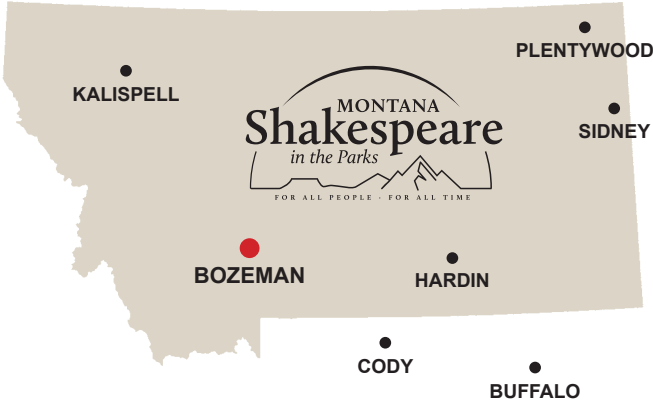 PLENTYWOOD
KALISPELL
MONTANA
Shakespeare
in the Parks
FOR ALL PEOPLE · FOR ALL TIME
SIDNEY
BOZEMAN
HARDIN
CODY
BUFFALO